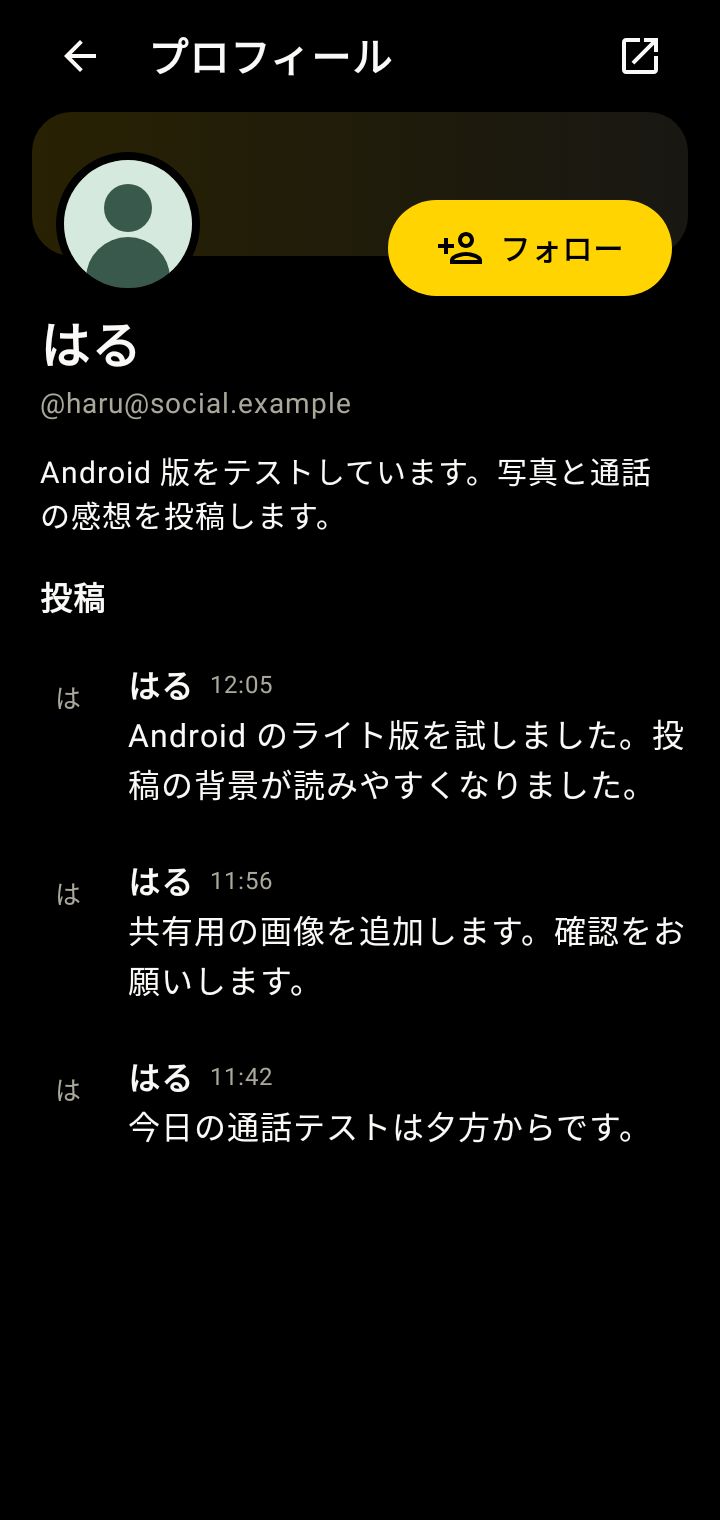 プロフィール
フォロー
はる
@haru@social.example
Android 版をテストしています。写真と通話
の感想を投稿します。
投稿
は
はる 12:05
Android のライト版を試しました。投
稿の背景が読みやすくなりました。
は
はる 11:56
共有用の画像を追加します。確認をお
願いします。
は
はる 11:42
今日の通話テストは夕方からです。